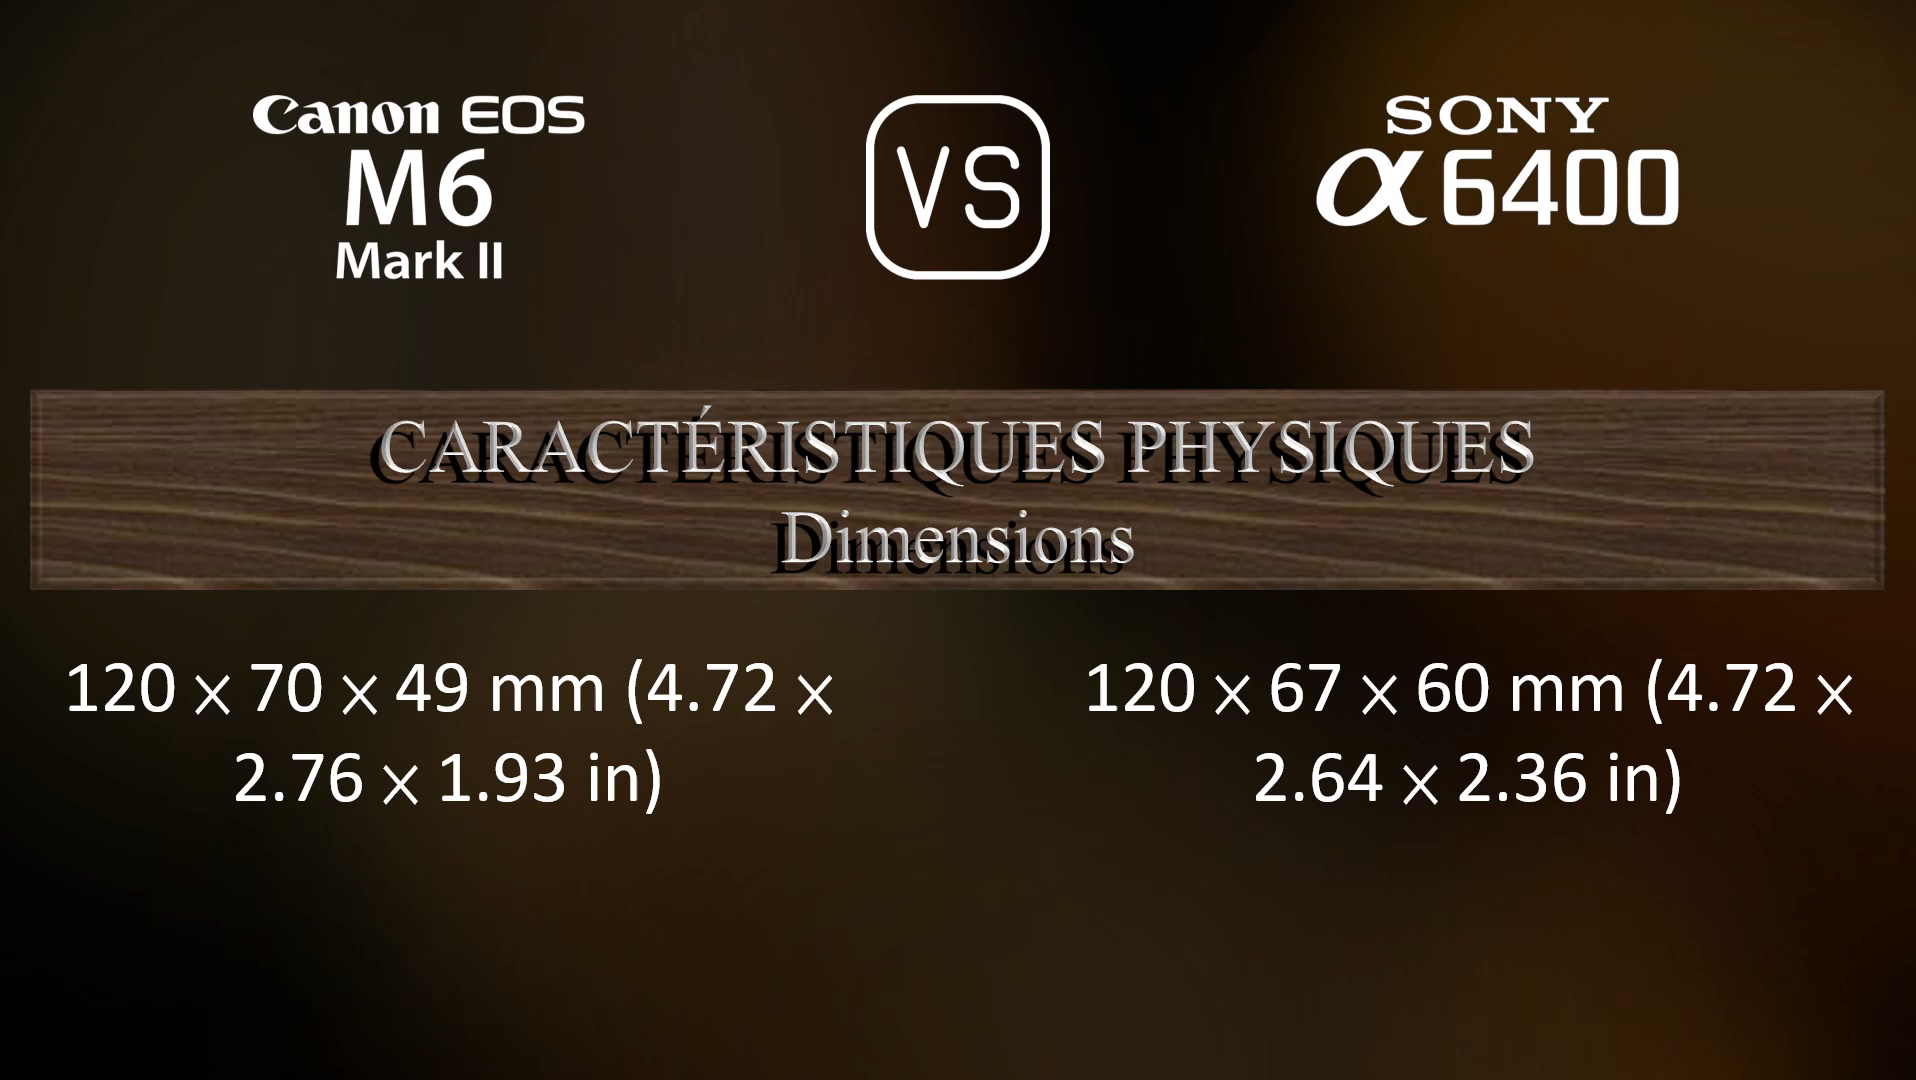 Canon EOS
M6
Mark II
VS
SONY
α6400
CARACTÉRISTIQUES PHYSIQUES
Dimensions
120 x 70 x 49 mm (4.72 x
2.76 x 1.93 in)
120 x 67 x 60 mm (4.72 x
2.64 x 2.36 in)